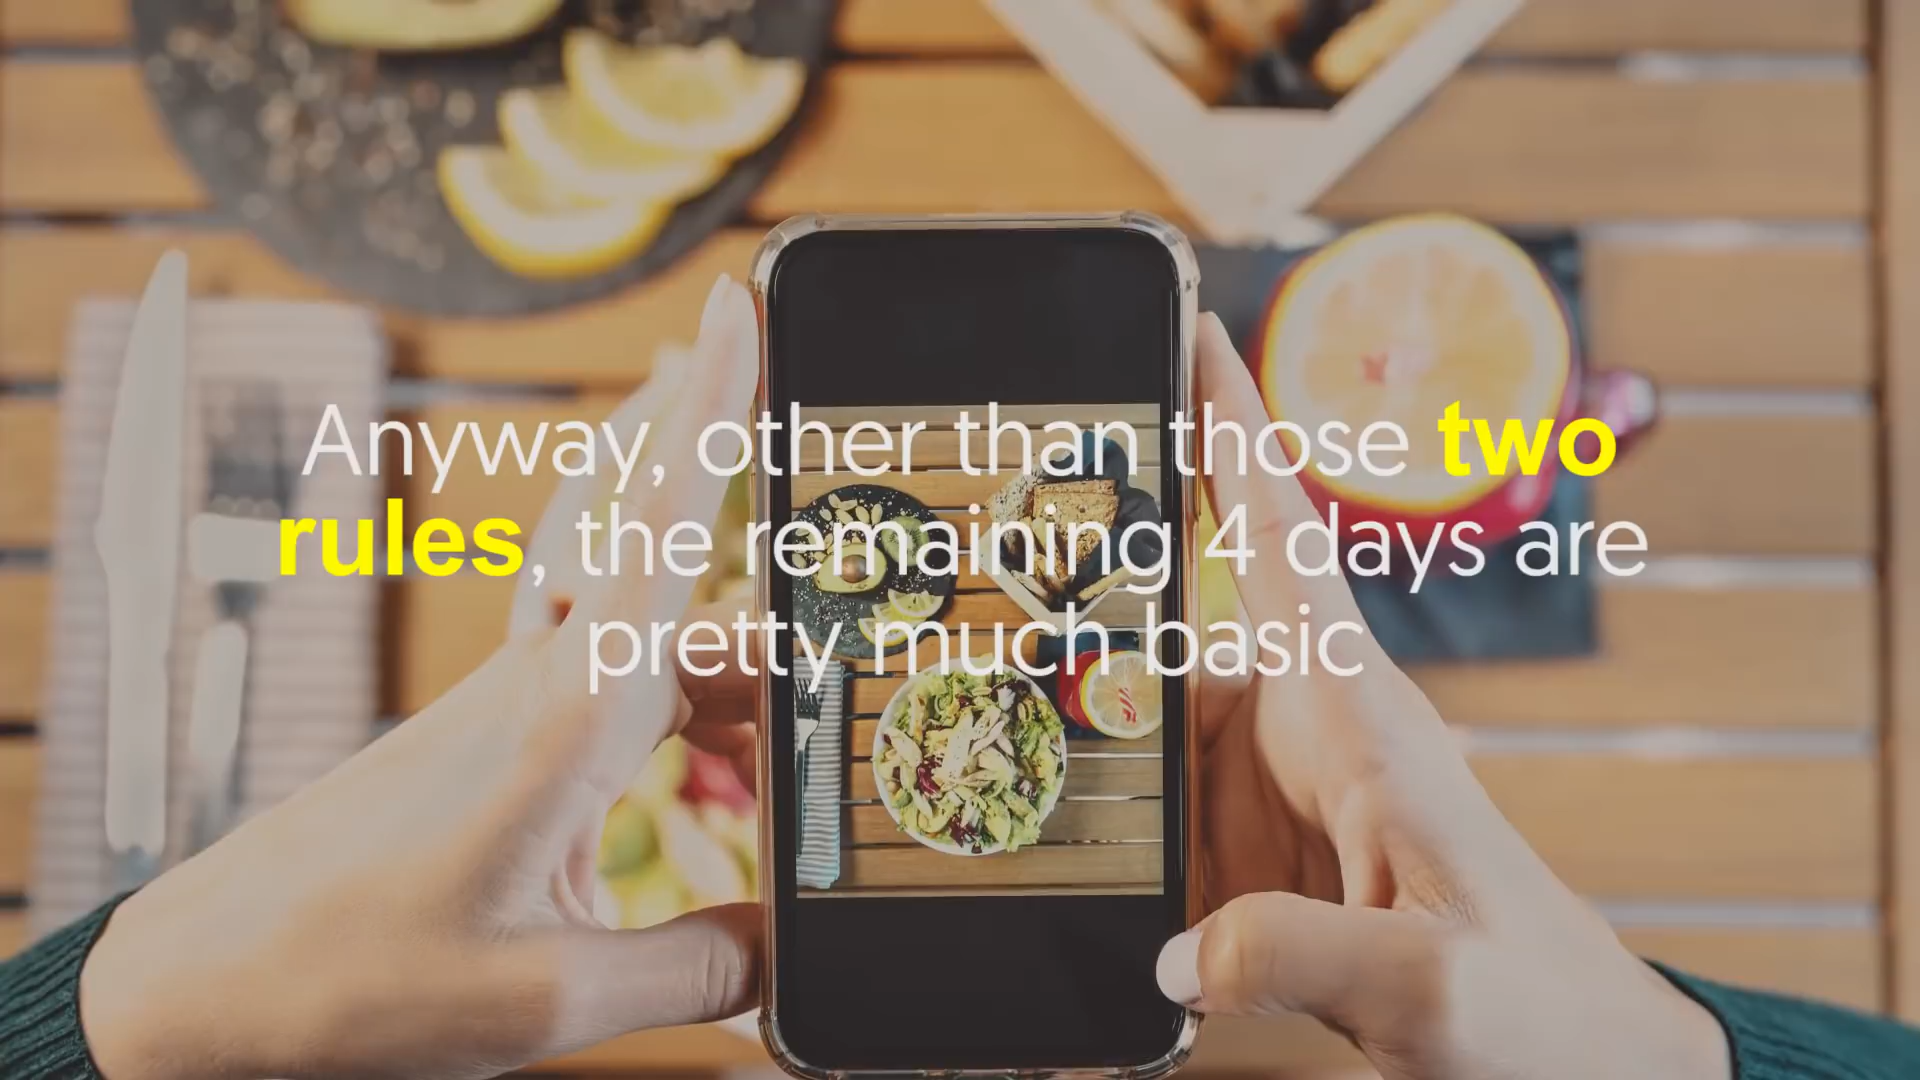 Anyway, other than those two
rules, the remaining 4 days are
pretty much basic